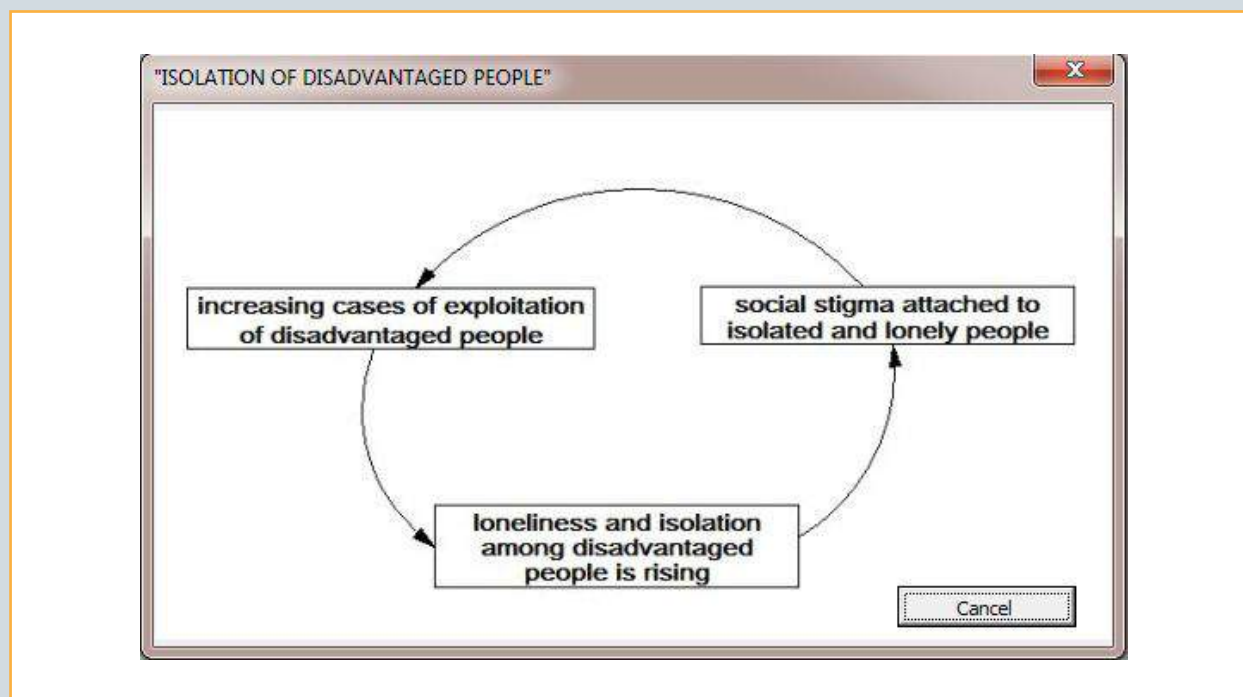 "ISOLATION OF DISADVANTAGED PEOPLE"
X
increasing cases of exploitation
of disadvantaged people
social stigma attached to
isolated and lonely people
loneliness and isolation
among disadvantaged
people is rising
Cancel